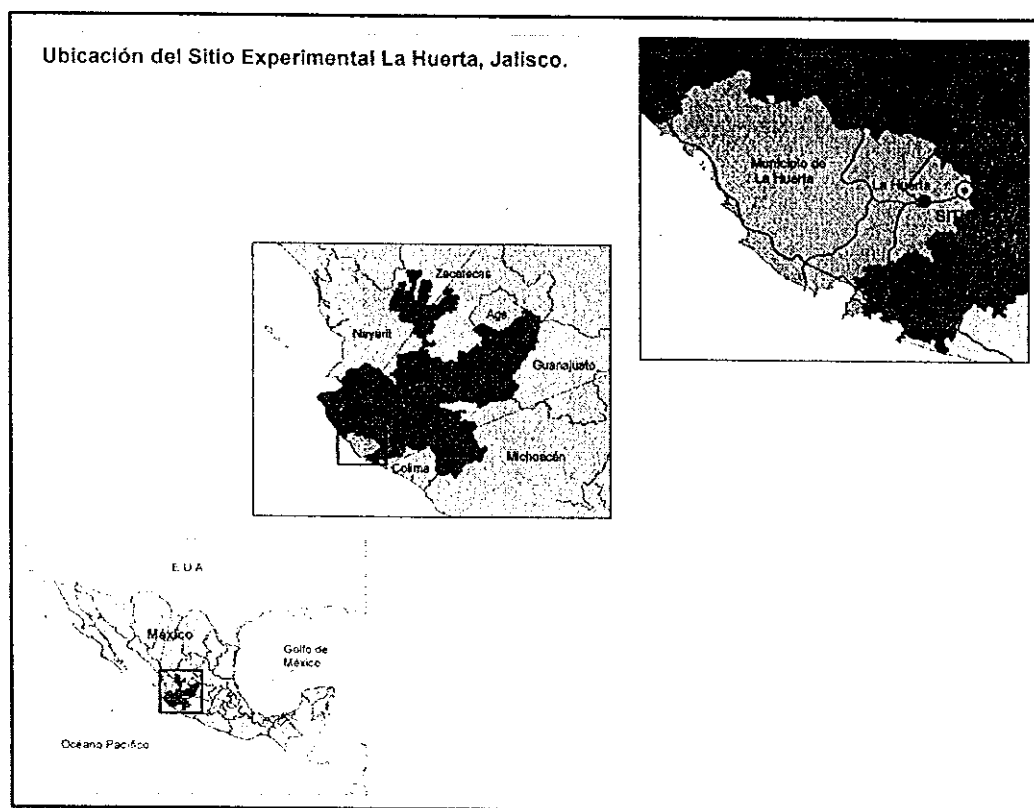 Ubicación del Sitio Experimental La Huerta, Jalisco.
Municipio de
La Huerta
La Huerta
Zacatecas
Ags
Nayarit
Guanajuato
Michoacán
Colima
E U A
México
Golfo de
México
Océano Pacífico